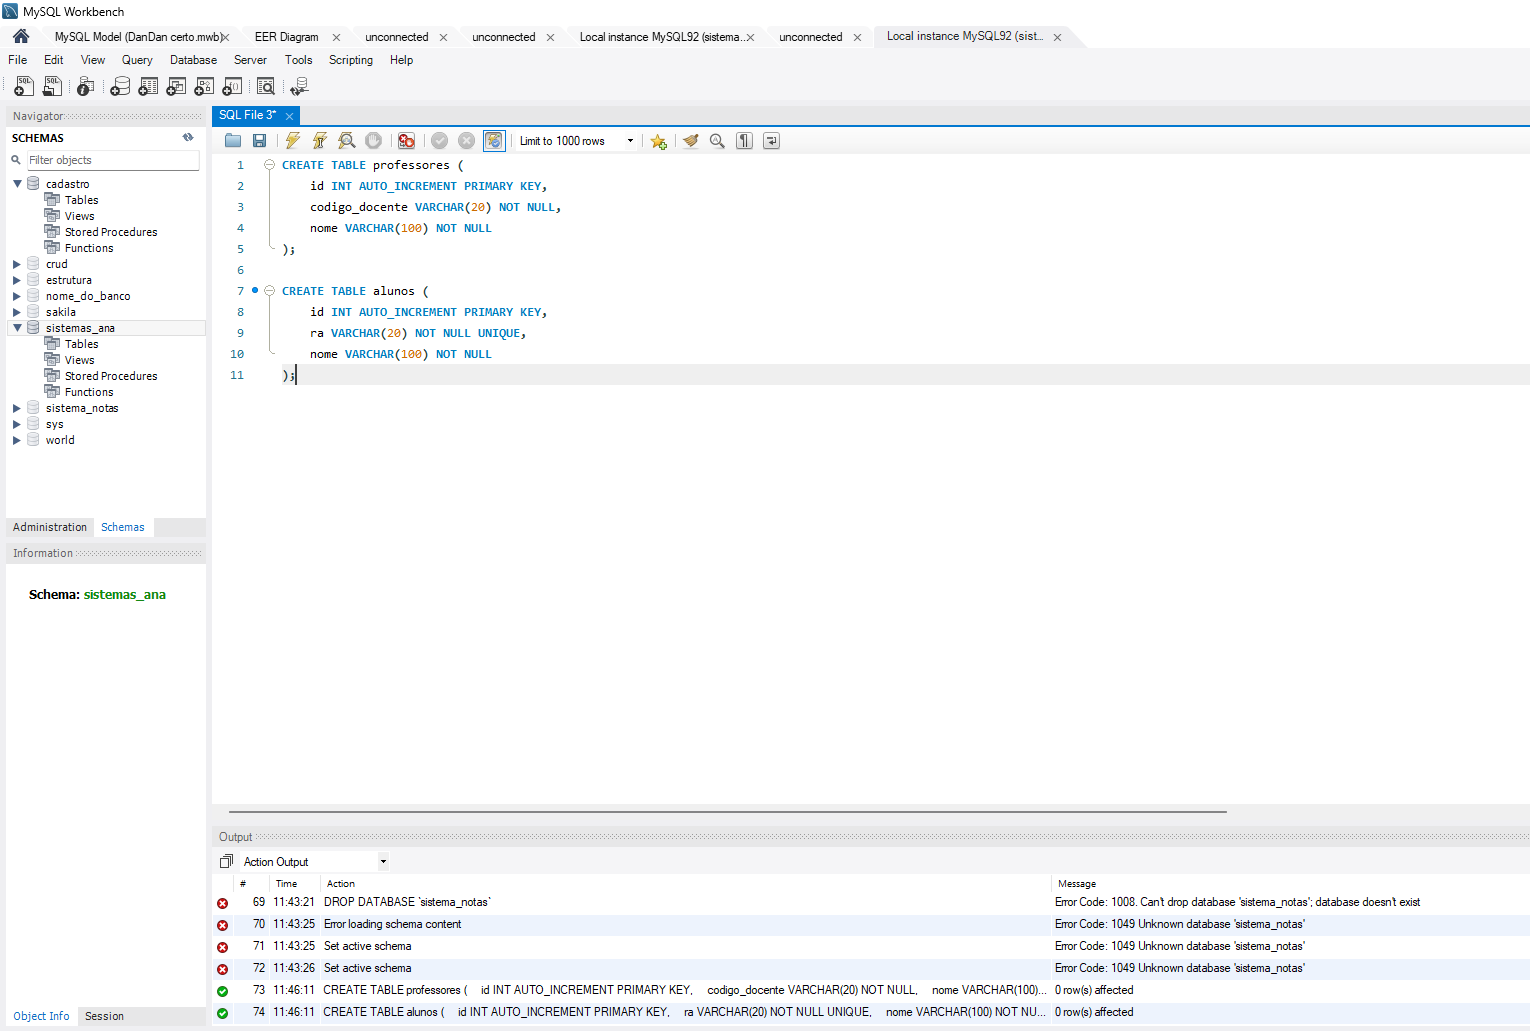 MySQL Workbench
MySQL Model (DanDan certo.mwb)
EER Diagram
unconnected
unconnected
Local instance MySQL92 (sistema...
unconnected
Local instance MySQL92 (sist...
File Edit View Query Database Server Tools Scripting Help
Navigator
SCHEMAS
Filter objects
cadastro
Tables
Views
Stored Procedures
Functions
crud
estrutura
nome_do_banco
sakila
sistemas_ana
Tables
Views
Stored Procedures
Functions
sistema_notas
sys
world
Administration Schemas
Information
Schema: sistemas_ana
Object Info Session
SQL File 3*
Limit to 1000 rows
1 CREATE TABLE professores (
2 id INT AUTO_INCREMENT PRIMARY KEY,
3 codigo_docente VARCHAR(20) NOT NULL,
4 nome VARCHAR(100) NOT NULL
5 );
6
7 CREATE TABLE alunos (
8 id INT AUTO_INCREMENT PRIMARY KEY,
9 ra VARCHAR(20) NOT NULL UNIQUE,
10 nome VARCHAR(100) NOT NULL
11 );
Output
Action Output
# Time Action Message
69 11:43:21 DROP DATABASE `sistema_notas` Error Code: 1008. Can't drop database 'sistema_notas'; database doesn't exist
70 11:43:25 Error loading schema content Error Code: 1049 Unknown database 'sistema_notas'
71 11:43:25 Set active schema Error Code: 1049 Unknown database 'sistema_notas'
72 11:43:26 Set active schema Error Code: 1049 Unknown database 'sistema_notas'
73 11:46:11 CREATE TABLE professores ( id INT AUTO_INCREMENT PRIMARY KEY, codigo_docente VARCHAR(20) NOT NULL, nome VARCHAR(100)... 0 row(s) affected
74 11:46:11 CREATE TABLE alunos ( id INT AUTO_INCREMENT PRIMARY KEY, ra VARCHAR(20) NOT NULL UNIQUE, nome VARCHAR(100) NOT NU... 0 row(s) affected